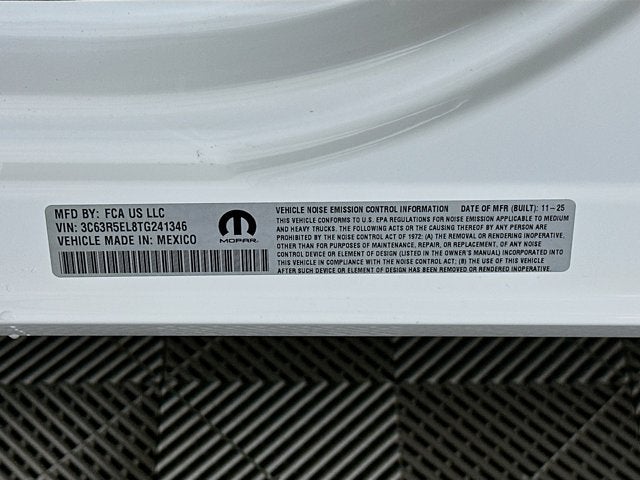 MFD BY: FCA US LLC
VIN: 3C63R5EL8TG241346
VEHICLE MADE IN: MEXICO
MOPAR.
VEHICLE NOISE EMISSION CONTROL INFORMATION DATE OF MFR (BUILT): 11-25
THIS VEHICLE CONFORMS TO U.S. EPA REGULATIONS FOR NOISE EMISSION APPLICABLE TO MEDIUM
AND HEAVY TRUCKS. THE FOLLOWING ACTS OR THE CAUSING THEREOF BY ANY PERSON ARE
PROHIBITED BY THE NOISE CONTROL ACT OF 1972: (A) THE REMOVAL OR RENDERING INOPERATIVE,
OTHER THAN FOR PURPOSES OF MAINTENANCE, REPAIR, OR REPLACEMENT, OF ANY NOISE
CONTROL DEVICE OR ELEMENT OF DESIGN (LISTED IN THE OWNER'S MANUAL) INCORPORATED INTO
THIS VEHICLE IN COMPLIANCE WITH THE NOISE CONTROL ACT; (B) THE USE OF THIS VEHICLE
AFTER SUCH DEVICE OR ELEMENT OF DESIGN HAS BEEN REMOVED OR RENDERED INOPERATIVE